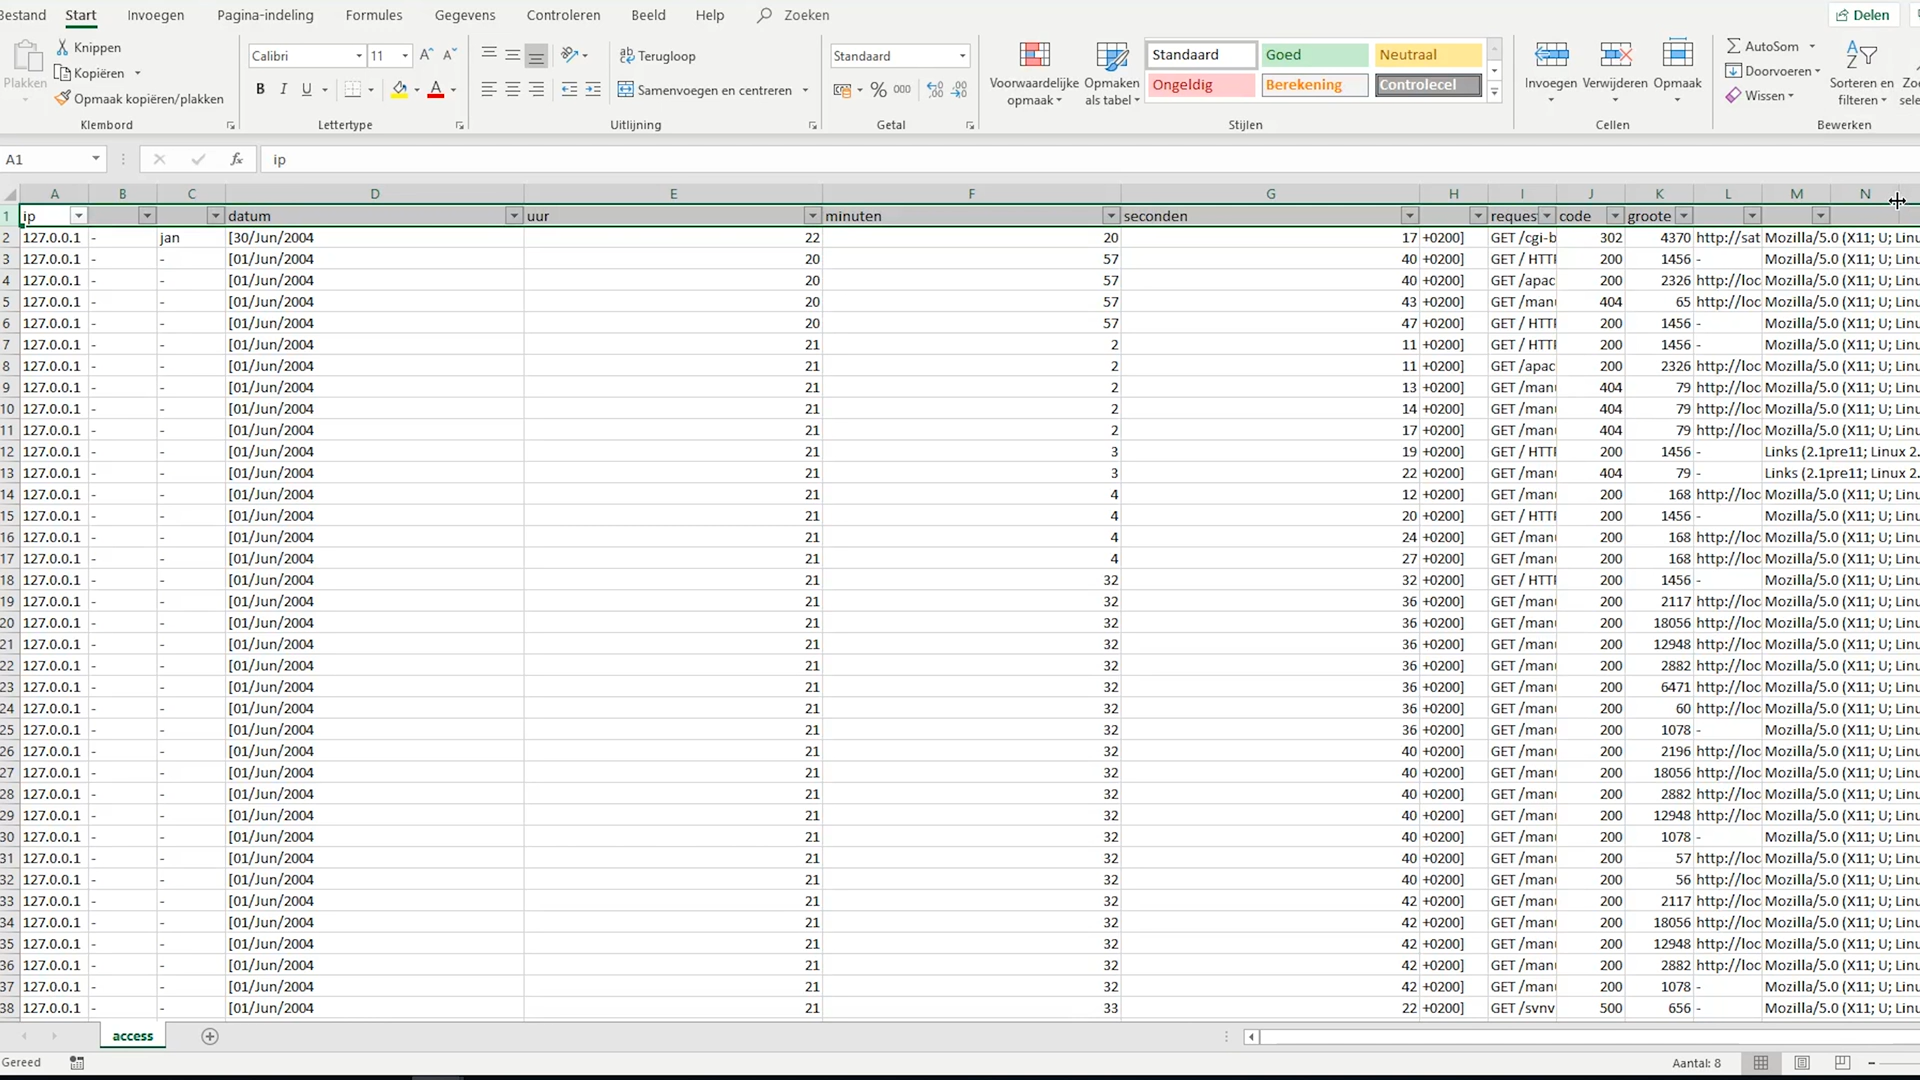 Bestand Start Invoegen Pagina-indeling Formules Gegevens Controleren Beeld Help Zoeken Delen
Plakken Knippen
Kopiëren
Opmaak kopiëren/plakken
Klembord
Calibri 11
B I U
Lettertype
Terugloop
Samenvoegen en centreren
Uitlijning
Standaard
% 000
Getal
Voorwaardelijke opmaak
Opmaken als tabel
Standaard Goed Neutraal
Ongeldig Berekening Controlecel
Stijlen
Invoegen Verwijderen Opmaak
Cellen
AutoSom
Doorvoeren
Wissen
Sorteren en filteren
Bewerken
A1 fx ip
A B C D E F G H I J K L M N
1 ip datum uur minuten seconden reques code groote
2 127.0.0.1 - jan [30/Jun/2004 22 20 17 +0200] GET /cgi-b 302 4370 http://sat Mozilla/5.0 (X11; U; Linu
3 127.0.0.1 - - [01/Jun/2004 20 57 40 +0200] GET / HTTP 200 1456 - Mozilla/5.0 (X11; U; Linu
4 127.0.0.1 - - [01/Jun/2004 20 57 40 +0200] GET /apac 200 2326 http://loc Mozilla/5.0 (X11; U; Linu
5 127.0.0.1 - - [01/Jun/2004 20 57 43 +0200] GET /manu 404 65 http://loc Mozilla/5.0 (X11; U; Linu
6 127.0.0.1 - - [01/Jun/2004 20 57 47 +0200] GET / HTTP 200 1456 - Mozilla/5.0 (X11; U; Linu
7 127.0.0.1 - - [01/Jun/2004 21 2 11 +0200] GET / HTTP 200 1456 - Mozilla/5.0 (X11; U; Linu
8 127.0.0.1 - - [01/Jun/2004 21 2 11 +0200] GET /apac 200 2326 http://loc Mozilla/5.0 (X11; U; Linu
9 127.0.0.1 - - [01/Jun/2004 21 2 13 +0200] GET /manu 404 79 http://loc Mozilla/5.0 (X11; U; Linu
10 127.0.0.1 - - [01/Jun/2004 21 2 14 +0200] GET /manu 404 79 http://loc Mozilla/5.0 (X11; U; Linu
11 127.0.0.1 - - [01/Jun/2004 21 2 17 +0200] GET /manu 404 79 http://loc Mozilla/5.0 (X11; U; Linu
12 127.0.0.1 - - [01/Jun/2004 21 3 19 +0200] GET / HTTP 200 1456 - Links (2.1pre11; Linux 2.
13 127.0.0.1 - - [01/Jun/2004 21 3 22 +0200] GET /manu 404 79 - Links (2.1pre11; Linux 2.
14 127.0.0.1 - - [01/Jun/2004 21 4 12 +0200] GET /manu 200 168 http://loc Mozilla/5.0 (X11; U; Linu
15 127.0.0.1 - - [01/Jun/2004 21 4 20 +0200] GET / HTTP 200 1456 - Mozilla/5.0 (X11; U; Linu
16 127.0.0.1 - - [01/Jun/2004 21 4 24 +0200] GET /manu 200 168 http://loc Mozilla/5.0 (X11; U; Linu
17 127.0.0.1 - - [01/Jun/2004 21 4 27 +0200] GET /manu 200 168 http://loc Mozilla/5.0 (X11; U; Linu
18 127.0.0.1 - - [01/Jun/2004 21 32 32 +0200] GET / HTTP 200 1456 - Mozilla/5.0 (X11; U; Linu
19 127.0.0.1 - - [01/Jun/2004 21 32 36 +0200] GET /manu 200 2117 http://loc Mozilla/5.0 (X11; U; Linu
20 127.0.0.1 - - [01/Jun/2004 21 32 36 +0200] GET /manu 200 18056 http://loc Mozilla/5.0 (X11; U; Linu
21 127.0.0.1 - - [01/Jun/2004 21 32 36 +0200] GET /manu 200 12948 http://loc Mozilla/5.0 (X11; U; Linu
22 127.0.0.1 - - [01/Jun/2004 21 32 36 +0200] GET /manu 200 2882 http://loc Mozilla/5.0 (X11; U; Linu
23 127.0.0.1 - - [01/Jun/2004 21 32 36 +0200] GET /manu 200 6471 http://loc Mozilla/5.0 (X11; U; Linu
24 127.0.0.1 - - [01/Jun/2004 21 32 36 +0200] GET /manu 200 60 http://loc Mozilla/5.0 (X11; U; Linu
25 127.0.0.1 - - [01/Jun/2004 21 32 36 +0200] GET /manu 200 1078 - Mozilla/5.0 (X11; U; Linu
26 127.0.0.1 - - [01/Jun/2004 21 32 40 +0200] GET /manu 200 2196 http://loc Mozilla/5.0 (X11; U; Linu
27 127.0.0.1 - - [01/Jun/2004 21 32 40 +0200] GET /manu 200 18056 http://loc Mozilla/5.0 (X11; U; Linu
28 127.0.0.1 - - [01/Jun/2004 21 32 40 +0200] GET /manu 200 2882 http://loc Mozilla/5.0 (X11; U; Linu
29 127.0.0.1 - - [01/Jun/2004 21 32 40 +0200] GET /manu 200 12948 http://loc Mozilla/5.0 (X11; U; Linu
30 127.0.0.1 - - [01/Jun/2004 21 32 40 +0200] GET /manu 200 1078 - Mozilla/5.0 (X11; U; Linu
31 127.0.0.1 - - [01/Jun/2004 21 32 40 +0200] GET /manu 200 57 http://loc Mozilla/5.0 (X11; U; Linu
32 127.0.0.1 - - [01/Jun/2004 21 32 40 +0200] GET /manu 200 56 http://loc Mozilla/5.0 (X11; U; Linu
33 127.0.0.1 - - [01/Jun/2004 21 32 42 +0200] GET /manu 200 2117 http://loc Mozilla/5.0 (X11; U; Linu
34 127.0.0.1 - - [01/Jun/2004 21 32 42 +0200] GET /manu 200 18056 http://loc Mozilla/5.0 (X11; U; Linu
35 127.0.0.1 - - [01/Jun/2004 21 32 42 +0200] GET /manu 200 12948 http://loc Mozilla/5.0 (X11; U; Linu
36 127.0.0.1 - - [01/Jun/2004 21 32 42 +0200] GET /manu 200 2882 http://loc Mozilla/5.0 (X11; U; Linu
37 127.0.0.1 - - [01/Jun/2004 21 32 42 +0200] GET /manu 200 1078 - Mozilla/5.0 (X11; U; Linu
38 127.0.0.1 - - [01/Jun/2004 21 33 22 +0200] GET /svnv 500 656 - Mozilla/5.0 (X11; U; Linu
access
Gereed Aantal: 8